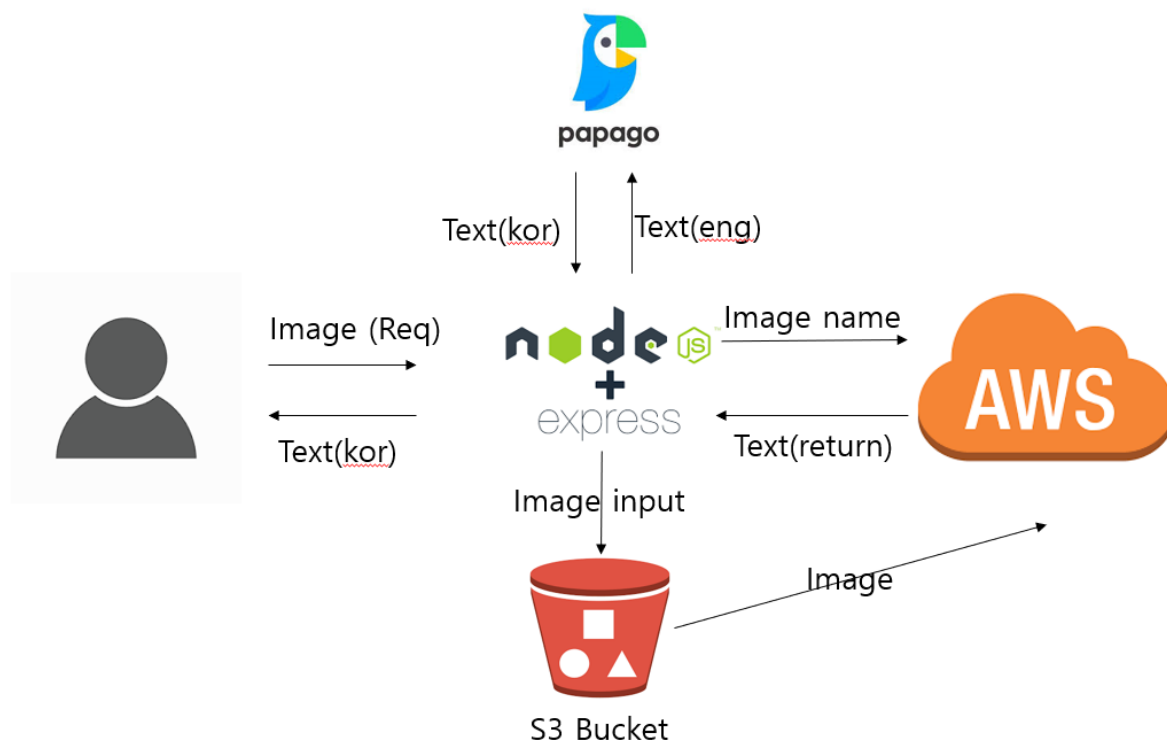 papago
Text(kor)
Text(eng)
Image (Req)
node
JS
™
Image name
+
express
AWS
Text(kor)
Text(return)
Image input
Image
S3 Bucket